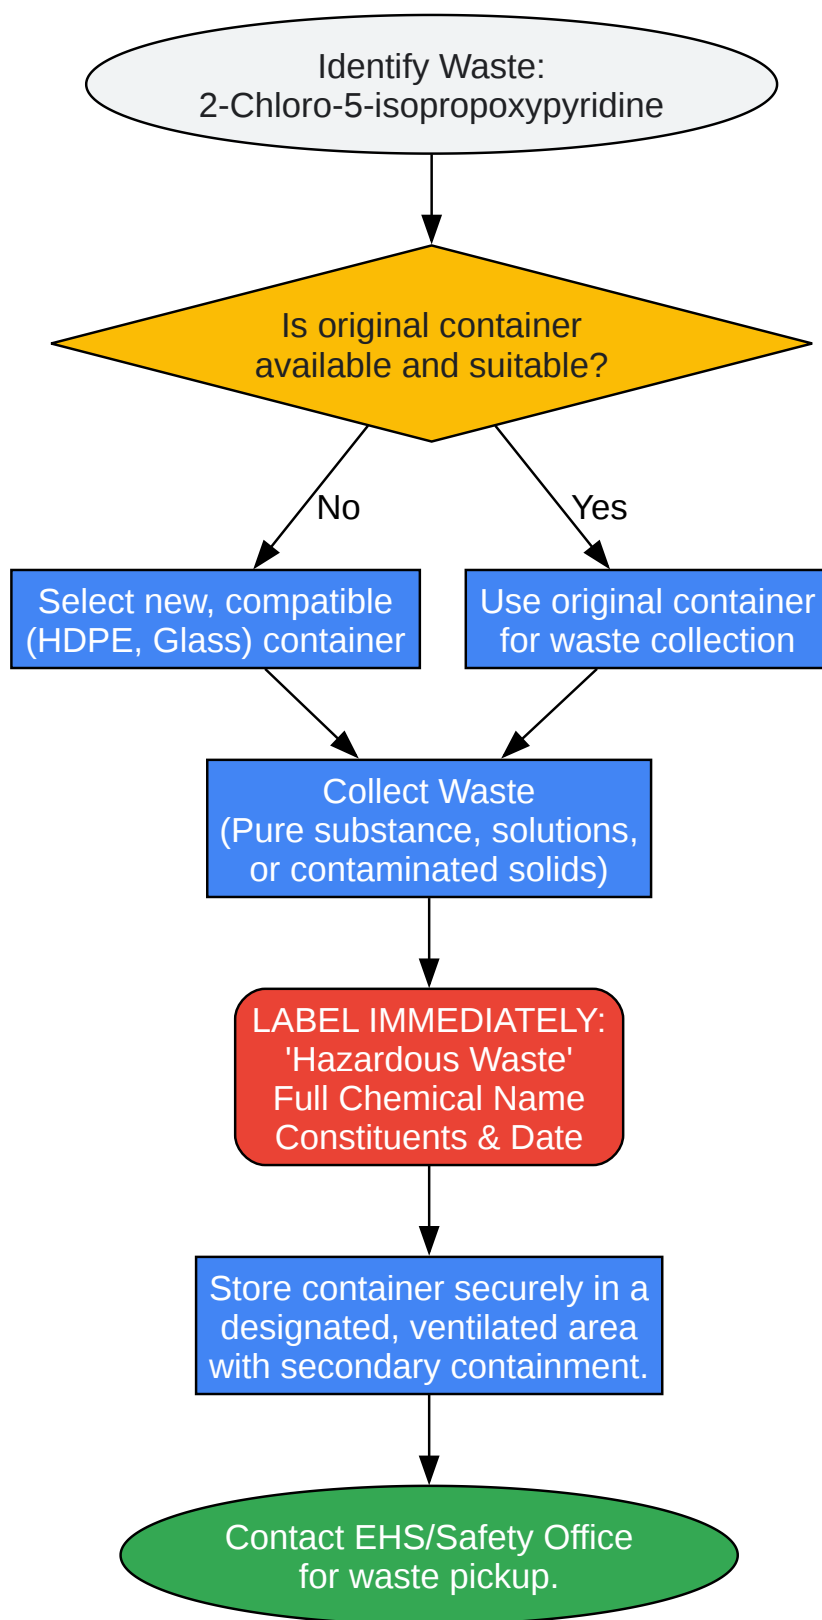 Identify Waste:
2-Chloro-5-isopropoxypyridine
Is original container
available and suitable?
No
Yes
Select new, compatible
(HDPE, Glass) container
Use original container
for waste collection
Collect Waste
(Pure substance, solutions,
or contaminated solids)
LABEL IMMEDIATELY:
'Hazardous Waste'
Full Chemical Name
Constituents & Date
Store container securely in a
designated, ventilated area
with secondary containment.
Contact EHS/Safety Office
for waste pickup.